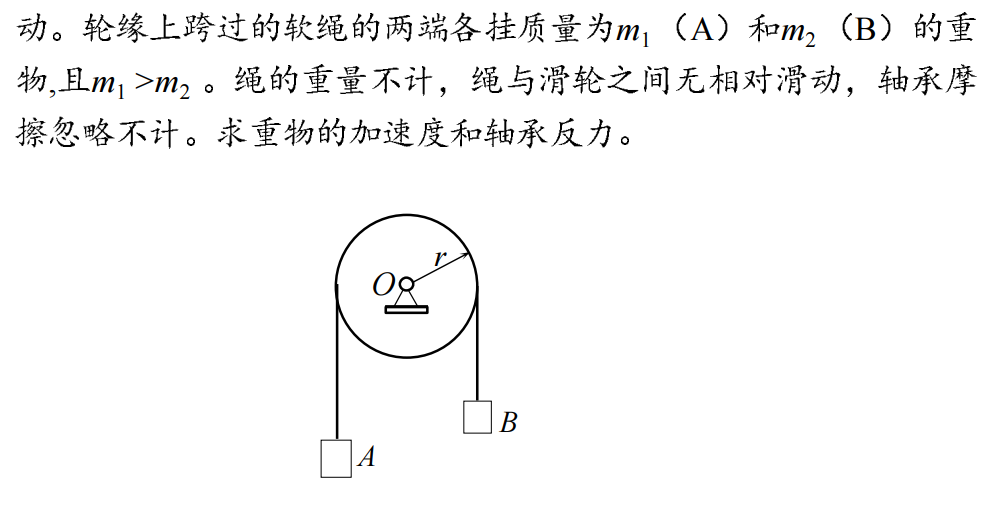 动。轮缘上跨过的软绳的两端各挂质量为m₁（A）和m₂（B）的重
物,且m₁ >m₂ 。绳的重量不计，绳与滑轮之间无相对滑动，轴承摩
擦忽略不计。求重物的加速度和轴承反力。
r
O
B
A